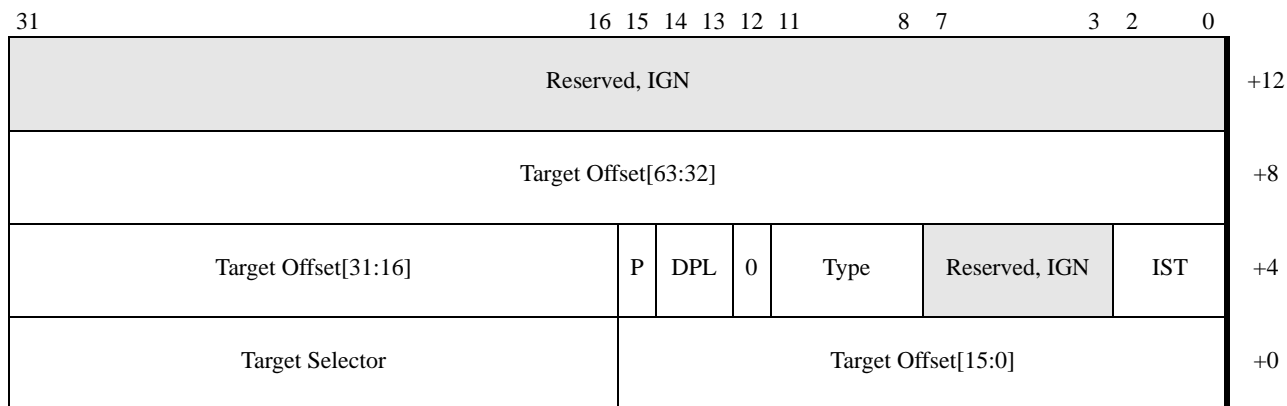 31 16 15 14 13 12 11 8 7 3 2 0
Reserved, IGN +12
Target Offset[63:32] +8
Target Offset[31:16] P DPL 0 Type Reserved, IGN IST +4
Target Selector Target Offset[15:0] +0